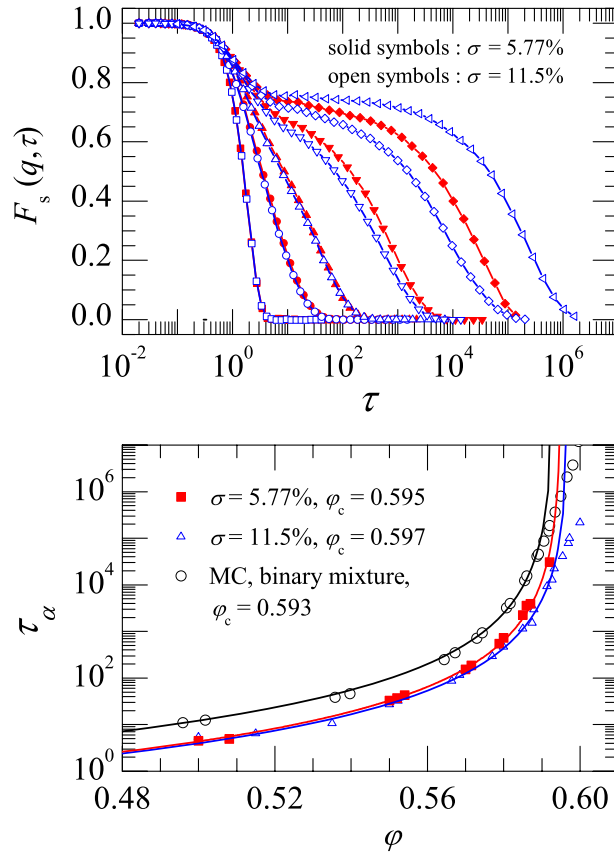 solid symbols : σ = 5.77%
open symbols : σ = 11.5%
1.0
0.8
0.6
0.4
0.2
0.0
F_s (q,τ)
10^-2 10^0 10^2 10^4 10^6
τ
σ = 5.77%, φ_c = 0.595
σ = 11.5%, φ_c = 0.597
MC, binary mixture,
φ_c = 0.593
10^6
10^4
10^2
10^0
τ_α
0.48 0.52 0.56 0.60
φ